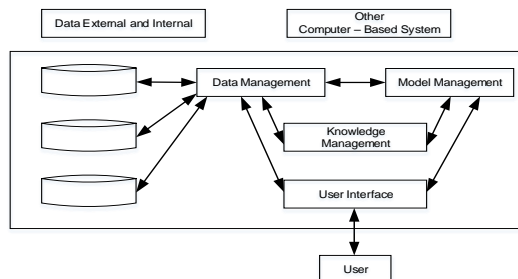 Data External and Internal
Other
Computer – Based System
Data Management
Model Management
Knowledge
Management
User Interface
User